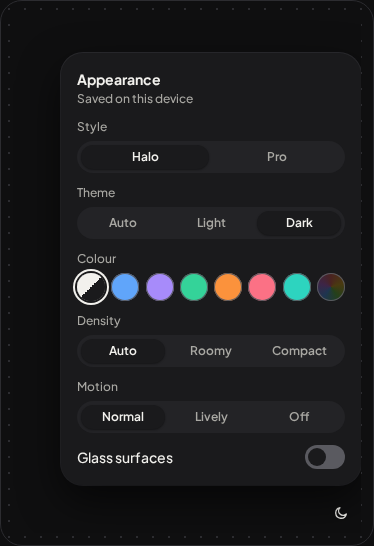 Appearance
Saved on this device
Style
Halo Pro
Theme
Auto Light Dark
Colour
Density
Auto Roomy Compact
Motion
Normal Lively Off
Glass surfaces